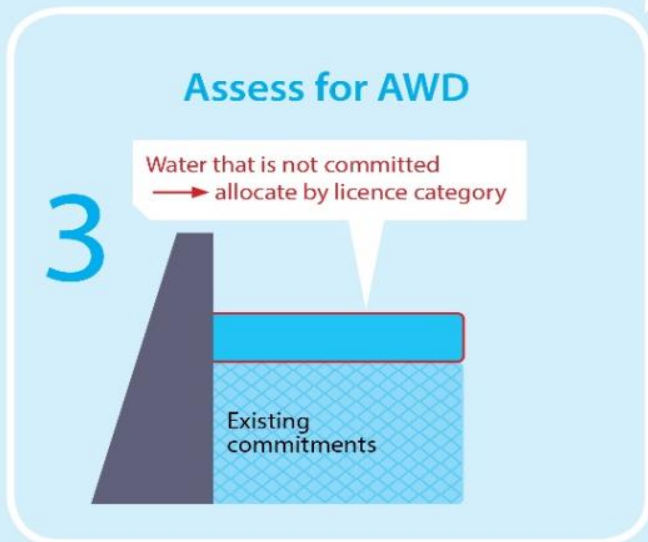 Assess for AWD
Water that is not committed
→ allocate by licence category
3
Existing
commitments